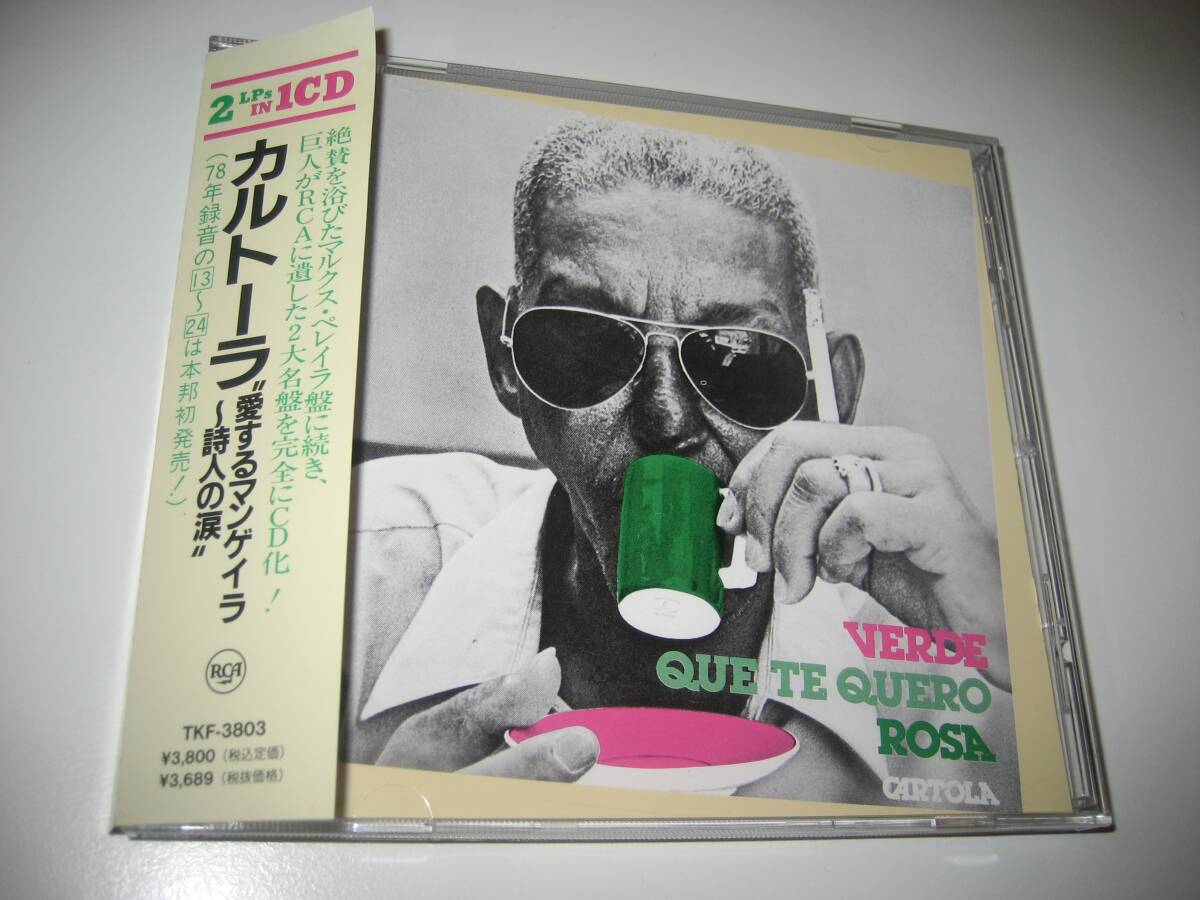 2 LPs IN 1CD
絶賛を浴びたマルクス・ペレイラ盤に続き、
巨人がRCAに遺した2大名盤を完全にCD化!
カルトーラ
"愛するマンゲイラ
～詩人の涙"
(78年録音の13～24は本邦初発売!)
RCA
TKF-3803
¥3,800(税込定価)
¥3,689(税抜価格)
VERDE
QUE TE QUERO
ROSA
CARTOLA